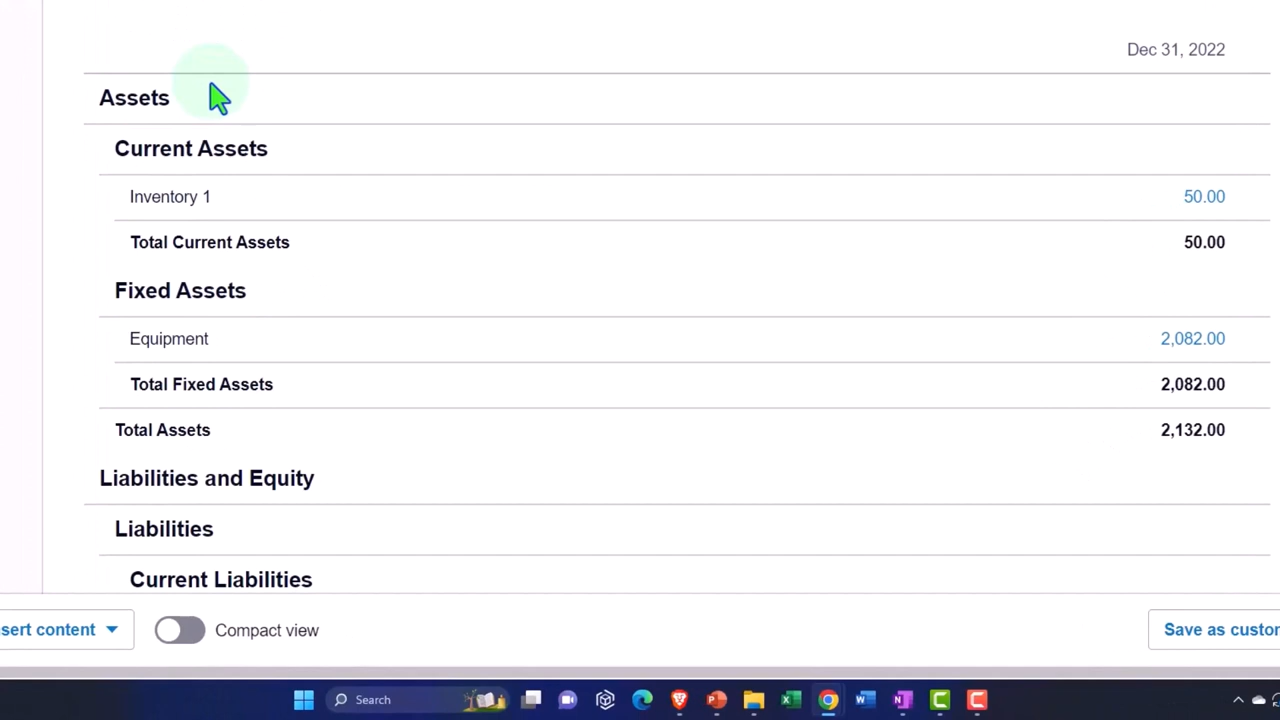 Dec 31, 2022
Assets
Current Assets
Inventory 1 50.00
Total Current Assets 50.00
Fixed Assets
Equipment 2,082.00
Total Fixed Assets 2,082.00
Total Assets 2,132.00
Liabilities and Equity
Liabilities
Current Liabilities
sert content Compact view Save as custor
Search